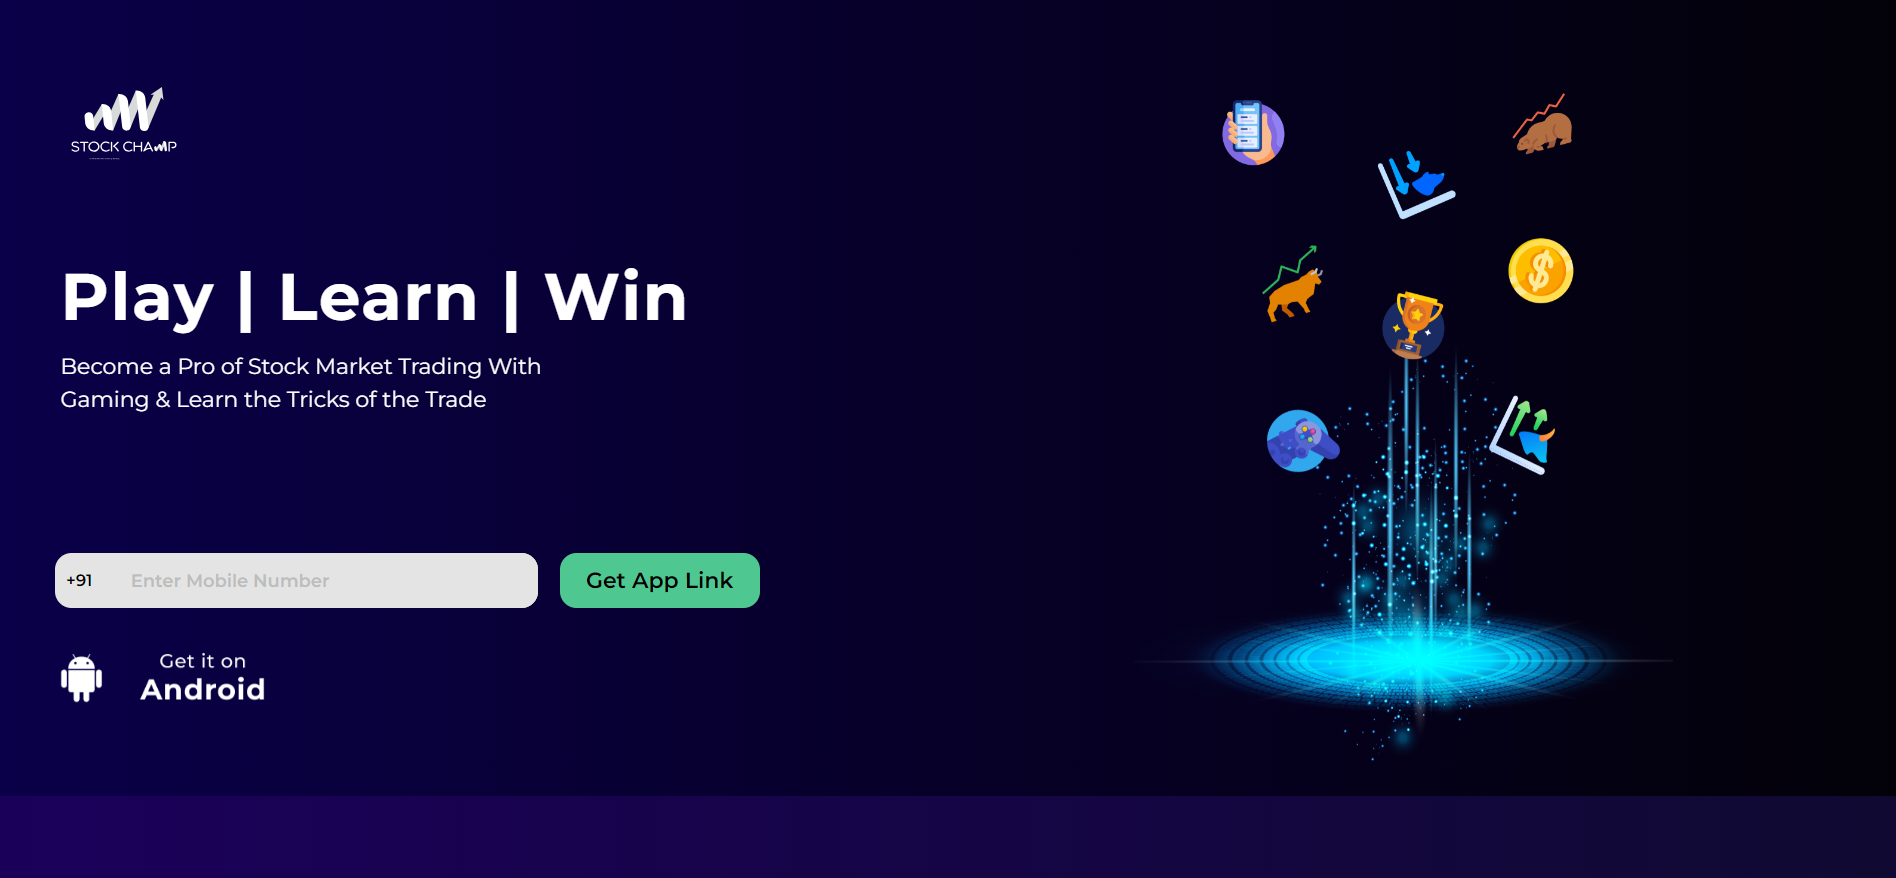 STOCK CHAMP
Play | Learn | Win
Become a Pro of Stock Market Trading With
Gaming & Learn the Tricks of the Trade
+91 Enter Mobile Number
Get App Link
Get it on
Android